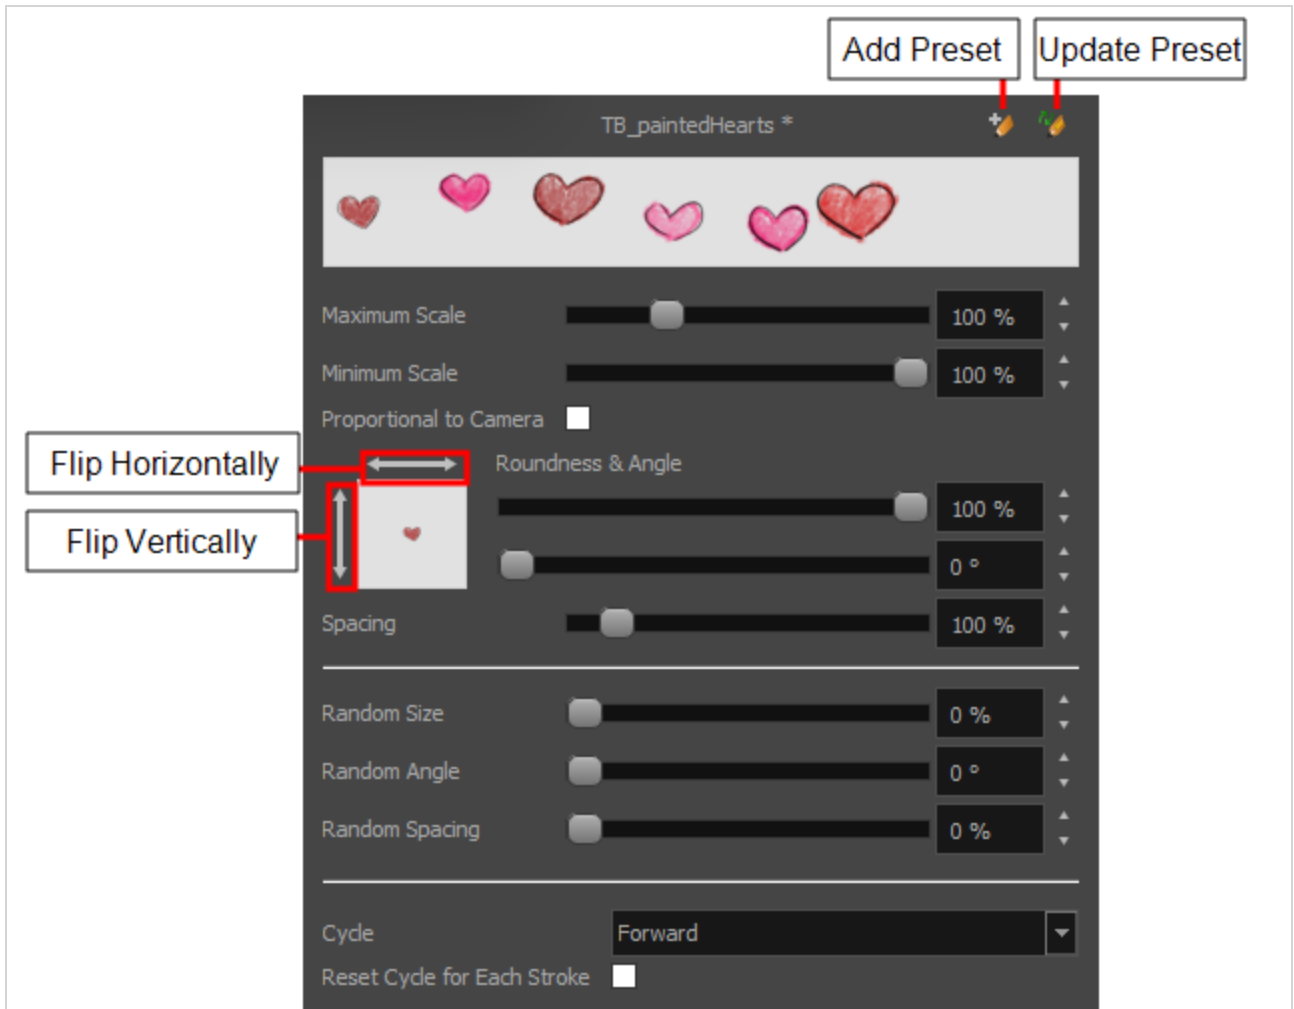 Add Preset
Update Preset
TB_paintedHearts *
Maximum Scale 100 %
Minimum Scale 100 %
Proportional to Camera
Flip Horizontally
Roundness & Angle
100 %
Flip Vertically
0 °
Spacing 100 %
Random Size 0 %
Random Angle 0 °
Random Spacing 0 %
Cycle Forward
Reset Cycle for Each Stroke